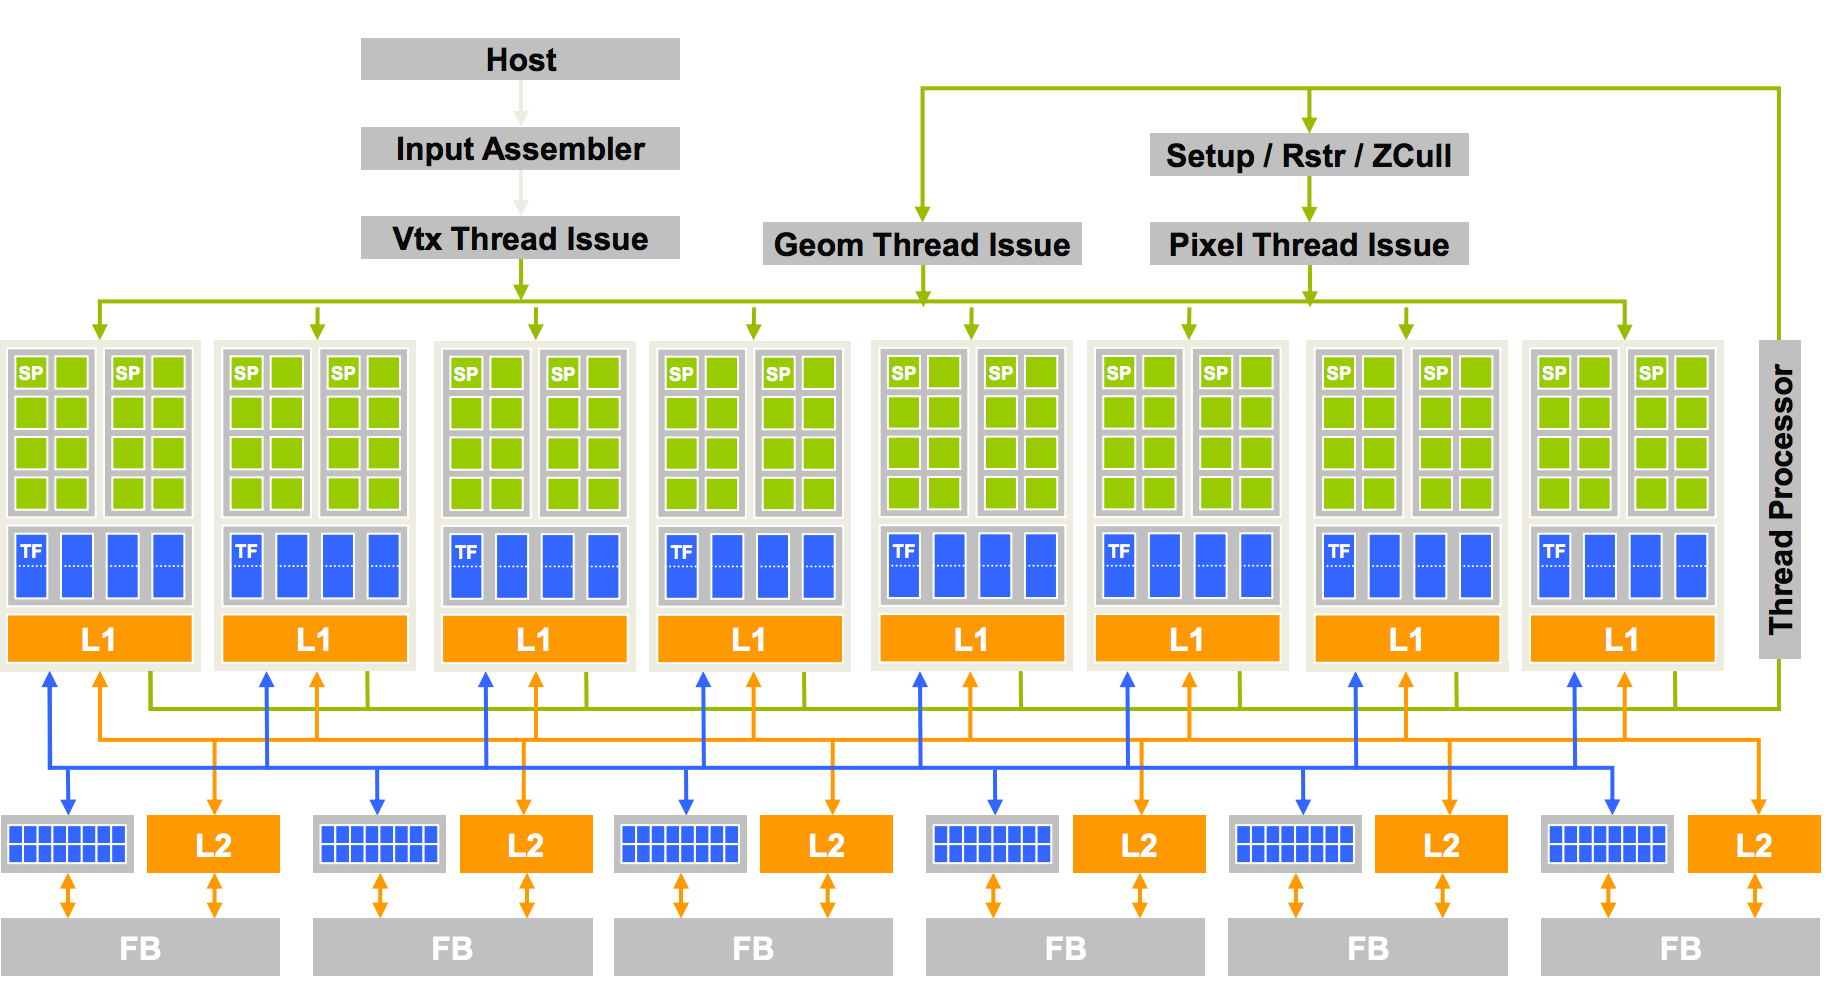 Host
Input Assembler
Setup / Rstr / ZCull
Vtx Thread Issue
Geom Thread Issue
Pixel Thread Issue
SP SP SP SP SP SP SP SP SP SP SP SP SP SP SP SP
Thread Processor
TF TF TF TF TF TF TF TF
L1 L1 L1 L1 L1 L1 L1 L1
L2 L2 L2 L2 L2 L2
FB FB FB FB FB FB